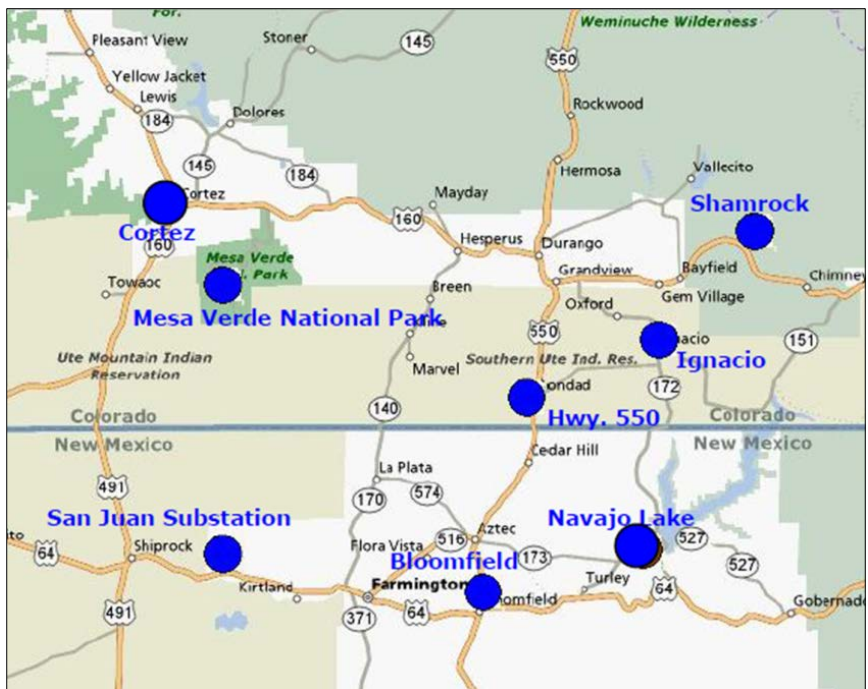 For.
Weminuche Wilderness
Pleasant View
Stoner
145
550
Yellow Jacket
Lewis
Rockwood
184
Dolores
Hermosa
Vallecito
145
184
Cortez
Mayday
Shamrock
Cortez
160
160
Hesperus
Durango
Mesa Verde
Park
Grandview
Bayfield
Towaoc
Breen
Gem Village
Chimney
Oxford
Mesa Verde National Park
550
151
Marvel
Southern Ute Ind. Res.
Ignacio
Ute Mountain Indian
Reservation
172
140
Hwy. 550
Colorado
Colorado
New Mexico
New Mexico
Cedar Hill
La Plata
491
170
574
San Juan Substation
Navajo Lake
Aztec
516
527
64
Shiprock
Flora Vista
Bloomfield
173
527
Kirtland
Farmington
Turley
64
64
491
371
Gobernado